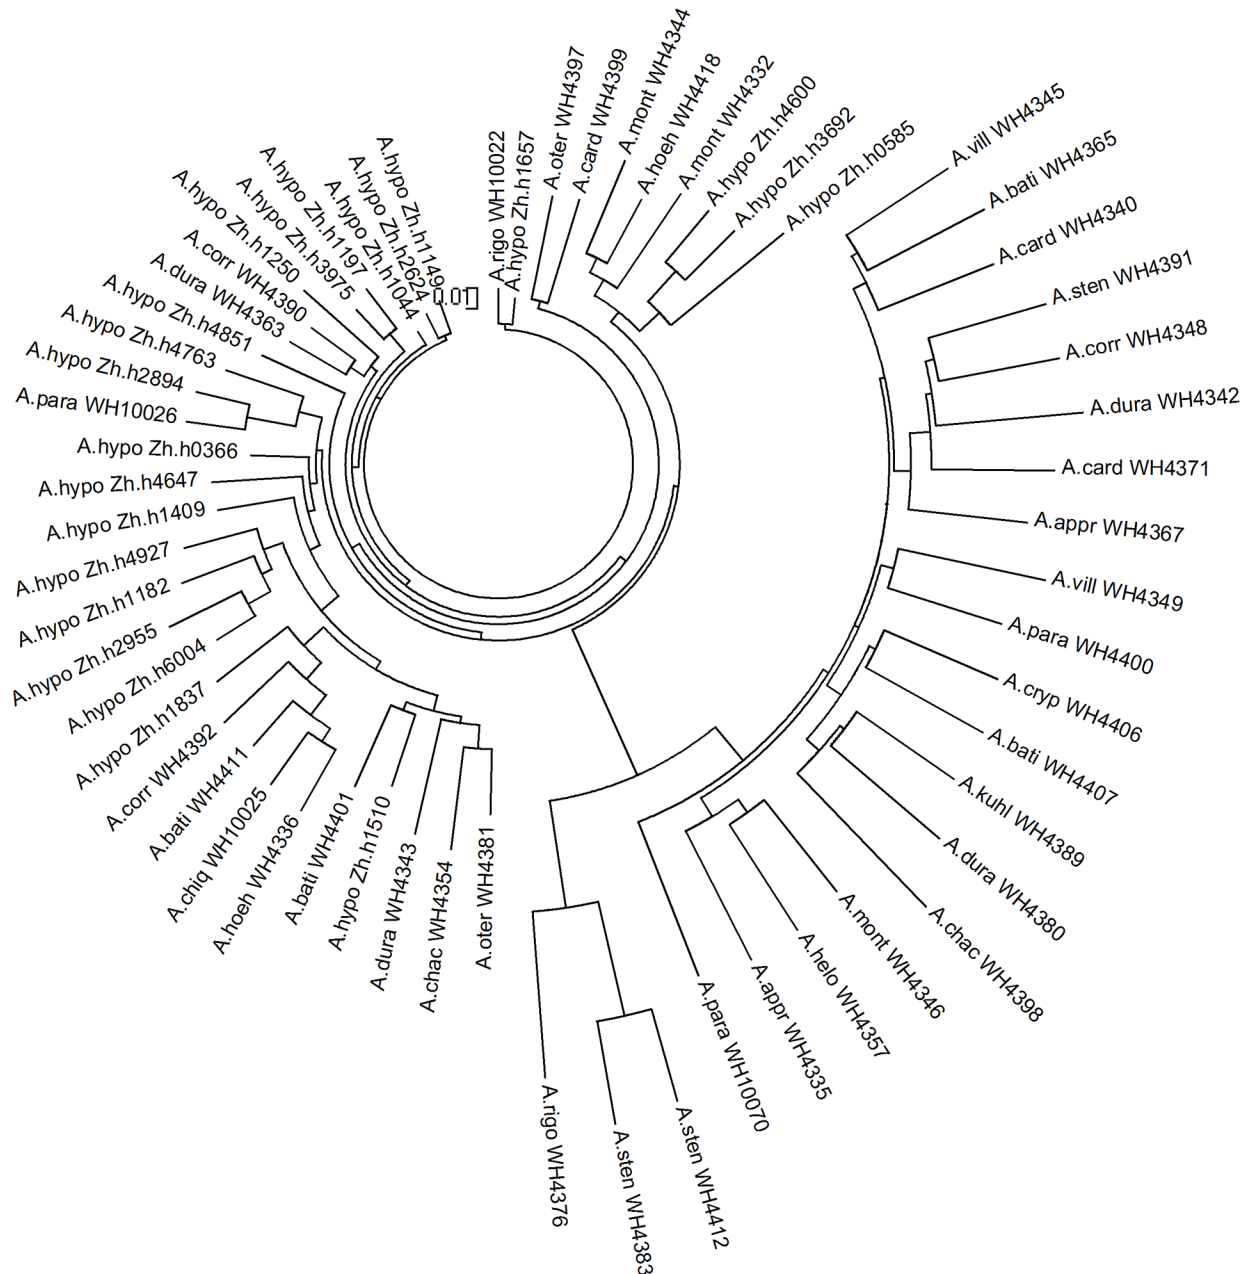 A.rigo WH10022
A.hypo Zh.h1657
A.oter WH4397
A.card WH4399
A.mont WH4344
A.hoeh WH4418
A.mont WH4332
A.hypo Zh.h4600
A.hypo Zh.h3692
A.hypo Zh.h0585
A.vill WH4345
A.bati WH4365
A.card WH4340
A.sten WH4391
A.corr WH4348
A.dura WH4342
A.card WH4371
A.appr WH4367
A.vill WH4349
A.para WH4400
A.cryp WH4406
A.bati WH4407
A.kuhl WH4389
A.dura WH4380
A.chac WH4398
A.mont WH4346
A.helo WH4357
A.appr WH4335
A.para WH10070
A.sten WH4412
A.sten WH4383
A.rigo WH4376
A.oter WH4381
A.chac WH4354
A.dura WH4343
A.hypo Zh.h1510
A.bati WH4401
A.hoeh WH4336
A.chiq WH10025
A.bati WH4411
A.corr WH4392
A.hypo Zh.h1837
A.hypo Zh.h6004
A.hypo Zh.h2955
A.hypo Zh.h1182
A.hypo Zh.h4927
A.hypo Zh.h1409
A.hypo Zh.h4647
A.hypo Zh.h0366
A.para WH10026
A.hypo Zh.h2894
A.hypo Zh.h4763
A.hypo Zh.h4851
A.dura WH4363
A.corr WH4390
A.hypo Zh.h1250
A.hypo Zh.h3975
A.hypo Zh.h1197
A.hypo Zh.h1044
A.hypo Zh.h2624
A.hypo Zh.h1149
0.01